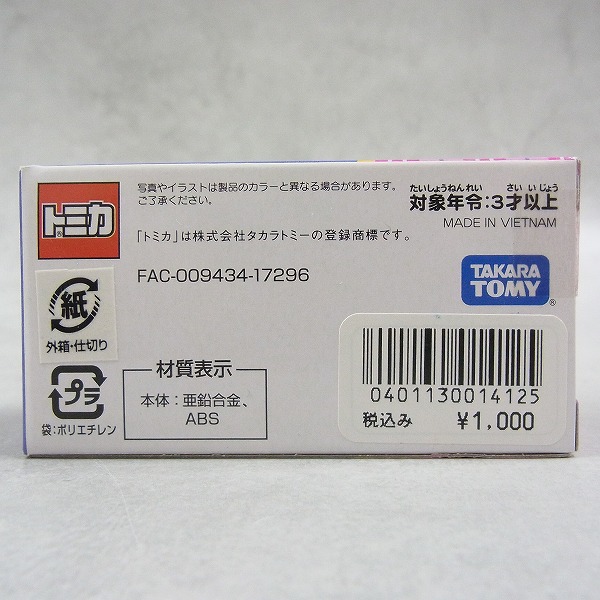 トミカ
®
写真やイラストは製品のカラーと異なる場合があります。
ご了承ください。
「トミカ」は株式会社タカラトミーの登録商標です。
たいしょうねんれい さい いじょう
対象年令:3才以上
MADE IN VIETNAM
FAC-009434-17296
TAKARA
TOMY
®
紙
外箱・仕切り
プラ
袋:ポリエチレン
材質表示
本体:亜鉛合金、
ABS
0401130014125
税込み ¥1,000